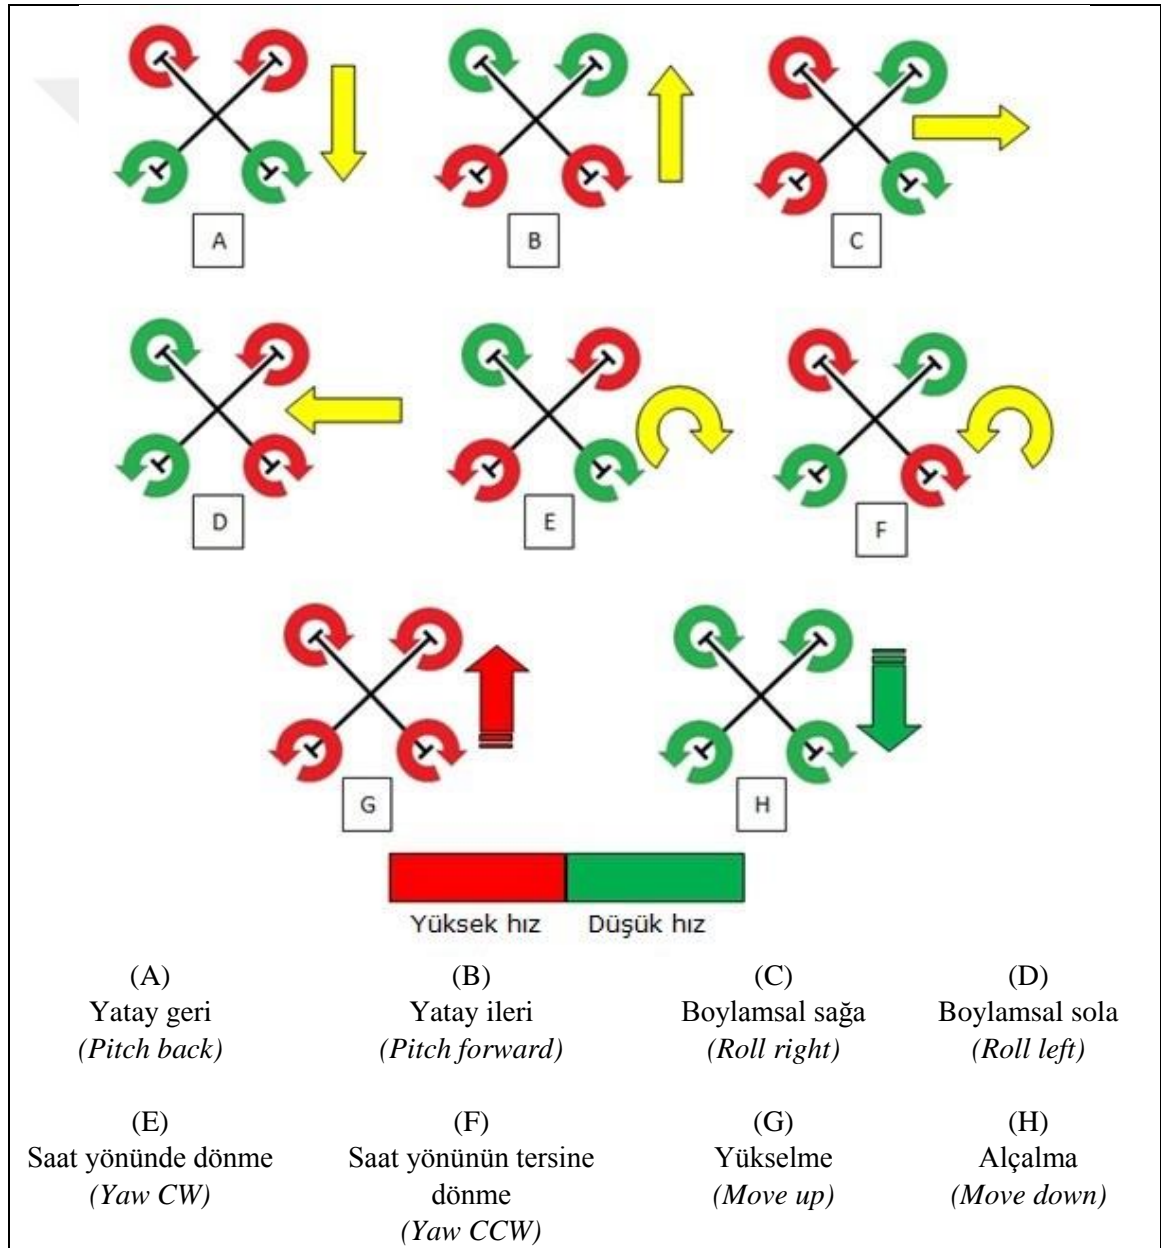 A
B
C
D
E
F
G
H
Yüksek hız Düşük hız
(A) (B) (C) (D)
Yatay geri Yatay ileri Boylamsal sağa Boylamsal sola
(Pitch back) (Pitch forward) (Roll right) (Roll left)
(E) (F) (G) (H)
Saat yönünde dönme Saat yönünün tersine Yükselme Alçalma
(Yaw CW) dönme (Move up) (Move down)
(Yaw CCW)